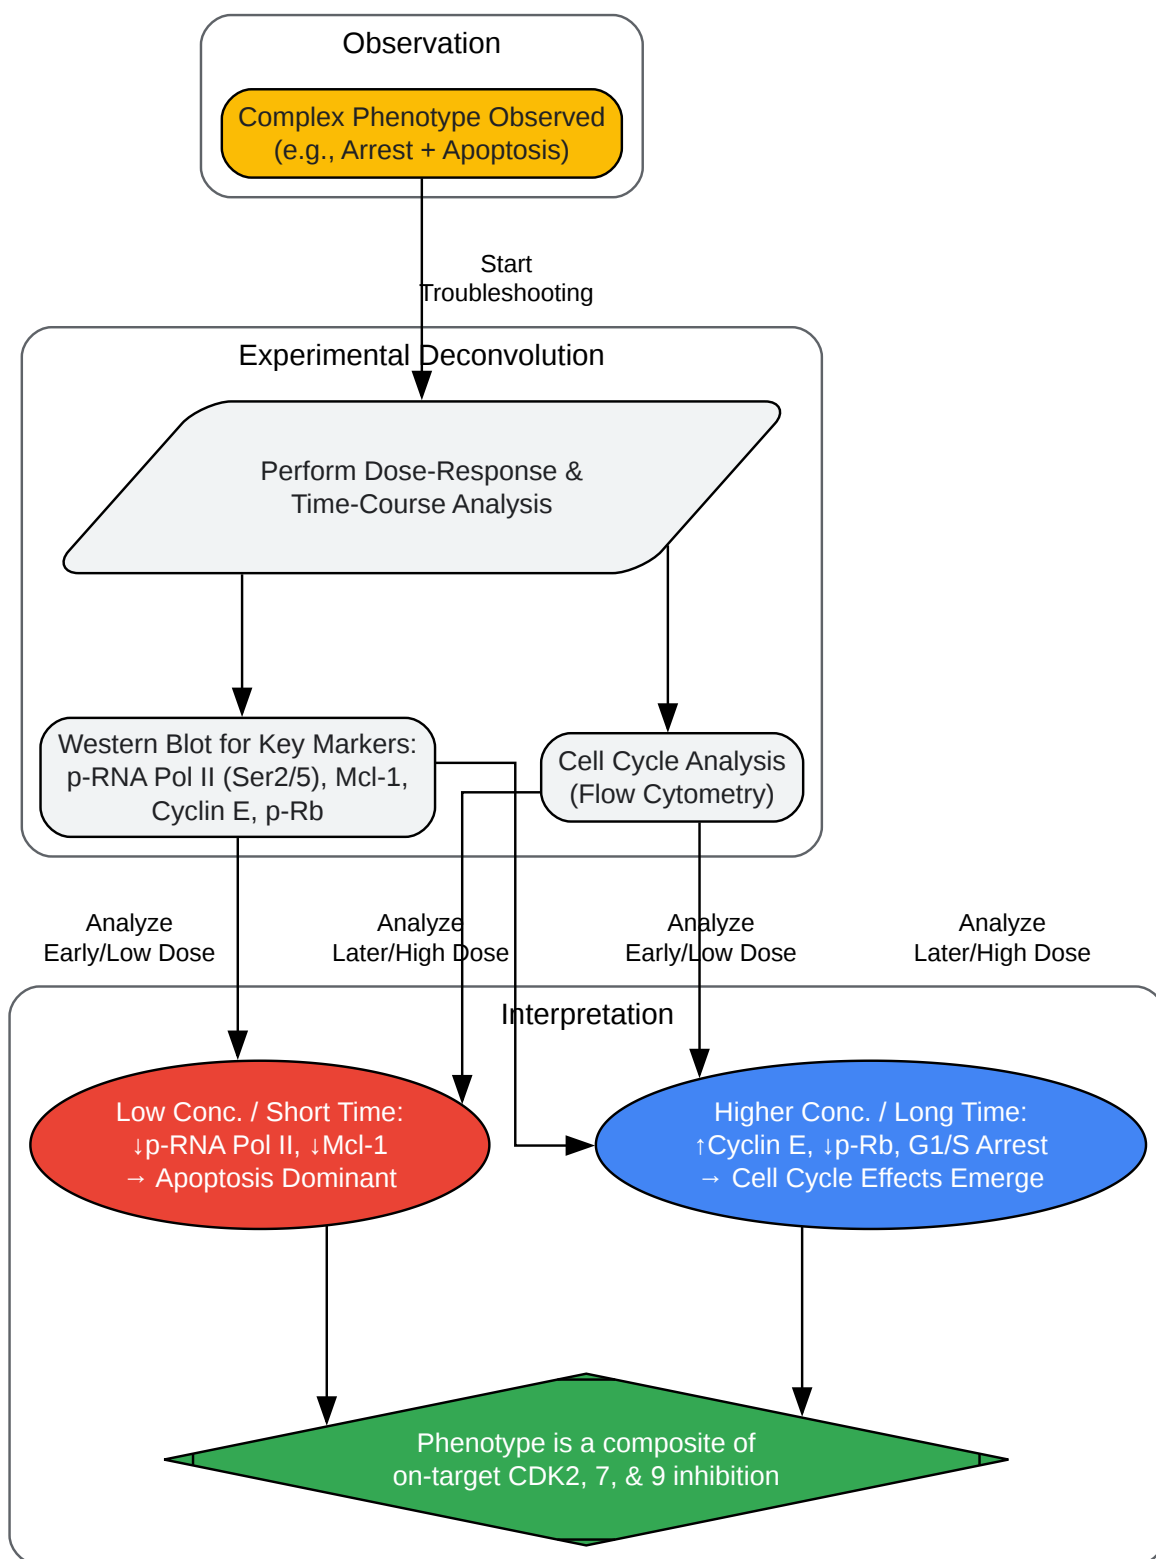 Observation
Complex Phenotype Observed
(e.g., Arrest + Apoptosis)
Start
Troubleshooting
Experimental Deconvolution
Perform Dose-Response &
Time-Course Analysis
Western Blot for Key Markers:
p-RNA Pol II (Ser2/5), Mcl-1,
Cyclin E, p-Rb
Cell Cycle Analysis
(Flow Cytometry)
Analyze
Early/Low Dose
Analyze
Later/High Dose
Analyze
Early/Low Dose
Analyze
Later/High Dose
Interpretation
Low Conc. / Short Time:
↓p-RNA Pol II, ↓Mcl-1
→ Apoptosis Dominant
Higher Conc. / Long Time:
↑Cyclin E, ↓p-Rb, G1/S Arrest
→ Cell Cycle Effects Emerge
Phenotype is a composite of
on-target CDK2, 7, & 9 inhibition